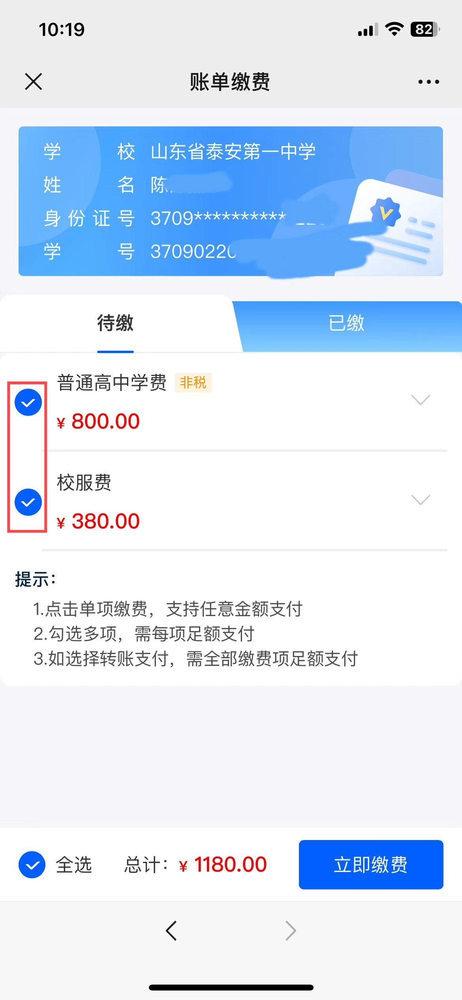 10:19
82
账单缴费
学校 山东省泰安第一中学
姓名 陈
身份证号 3709**********
学号 37090220
待缴
已缴
普通高中学费 非税
¥ 800.00
校服费
¥ 380.00
提示：
1.点击单项缴费，支持任意金额支付
2.勾选多项，需每项足额支付
3.如选择转账支付，需全部缴费项足额支付
全选 总计：¥ 1180.00 立即缴费